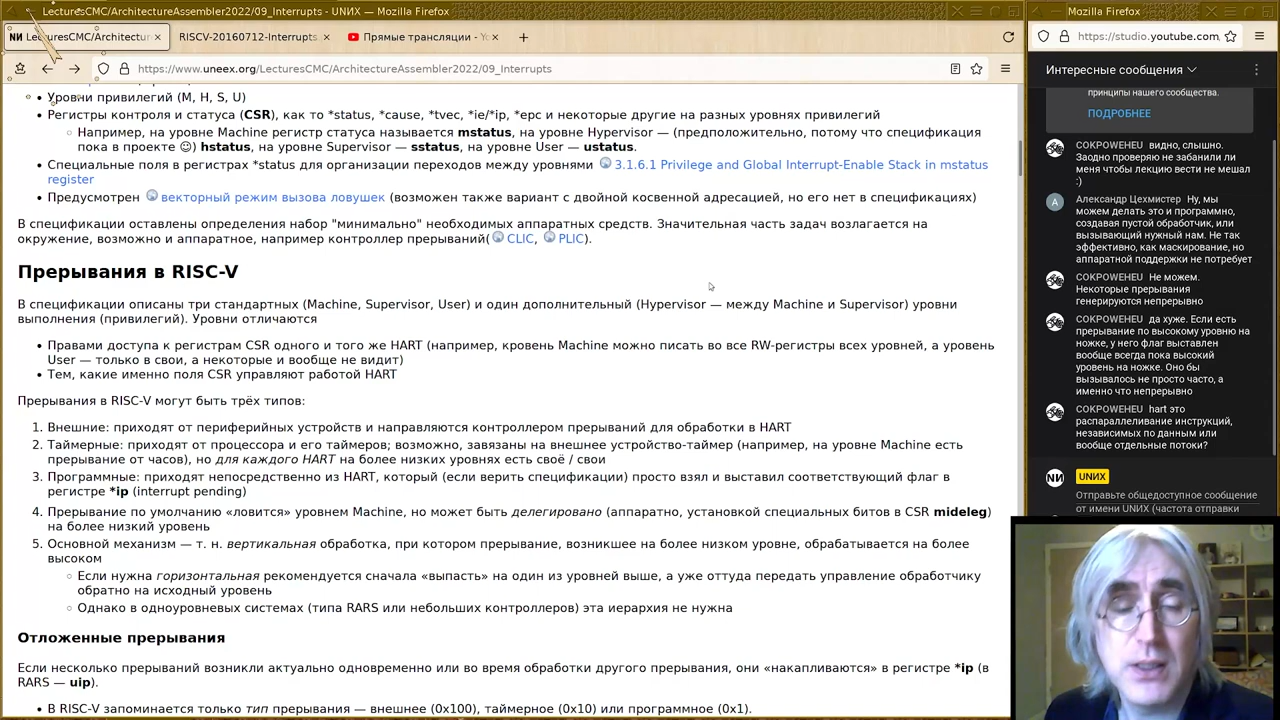 LecturesCMC/ArchitectureAssembler2022/09_Interrupts - UNИX — Mozilla Firefox
Mozilla Firefox
LecturesCMC/Architectur
RISCV-20160712-Interrupts.
Прямые трансляции - Yo
https://studio.youtube.com
https://www.uneex.org/LecturesCMC/ArchitectureAssembler2022/09_Interrupts
Интересные сообщения
Уровни привилегий (M, H, S, U)
Регистры контроля и статуса (CSR), как то *status, *cause, *tvec, *ie/*ip, *epc и некоторые другие на разных уровнях привилегий
Например, на уровне Machine регистр статуса называется mstatus, на уровне Hypervisor — (предположительно, потому что спецификация
пока в проекте ☺) hstatus, на уровне Supervisor — sstatus, на уровне User — ustatus.
Специальные поля в регистрах *status для организации переходов между уровнями 3.1.6.1 Privilege and Global Interrupt-Enable Stack in mstatus
register
Предусмотрен векторный режим вызова ловушек (возможен также вариант с двойной косвенной адресацией, но его нет в спецификациях)
В спецификации оставлены определения набор "минимально" необходимых аппаратных средств. Значительная часть задач возлагается на
окружение, возможно и аппаратное, например контроллер прерываний( CLIC, PLIC).
Прерывания в RISC-V
В спецификации описаны три стандартных (Machine, Supervisor, User) и один дополнительный (Hypervisor — между Machine и Supervisor) уровни
выполнения (привилегий). Уровни отличаются
Правами доступа к регистрам CSR одного и того же HART (например, кровень Machine можно писать во все RW-регистры всех уровней, а уровень
User — только в свои, а некоторые и вообще не видит)
Тем, какие именно поля CSR управляют работой HART
Прерывания в RISC-V могут быть трёх типов:
1. Внешние: приходят от периферийных устройств и направляются контроллером прерываний для обработки в HART
2. Таймерные: приходят от процессора и его таймеров; возможно, завязаны на внешнее устройство-таймер (например, на уровне Machine есть
прерывание от часов), но для каждого HART на более низких уровнях есть своё / свои
3. Программные: приходят непосредственно из HART, который (если верить спецификации) просто взял и выставил соответствующий флаг в
регистре *ip (interrupt pending)
4. Прерывание по умолчанию «ловится» уровнем Machine, но может быть делегировано (аппаратно, установкой специальных битов в CSR mideleg)
на более низкий уровень
5. Основной механизм — т. н. вертикальная обработка, при котором прерывание, возникшее на более низком уровне, обрабатывается на более
высоком
Если нужна горизонтальная рекомендуется сначала «выпасть» на один из уровней выше, а уже оттуда передать управление обработчику
обратно на исходный уровень
Однако в одноуровневых системах (типа RARS или небольших контроллеров) эта иерархия не нужна
Отложенные прерывания
Если несколько прерываний возникли актуально одновременно или во время обработки другого прерывания, они «накапливаются» в регистре *ip (в
RARS — uip).
В RISC-V запоминается только тип прерывания — внешнее (0x100), таймерное (0x10) или программное (0x1).
принципы нашего сообщества.
ПОДРОБНЕЕ
COKPOWEHEU видно, слышно.
Заодно проверяю не забанили ли
меня чтобы лекцию вести не мешал
:)
Александр Цехмистер Ну, мы
можем делать это и программно,
создавая пустой обработчик, или
вызывающий нужный нам. Не так
эффективно, как маскирование, но
аппаратной поддержки не потребует
COKPOWEHEU Не можем.
Некоторые прерывания
генерируются непрерывно
COKPOWEHEU да хуже. Если есть
прерывание по высокому уровню на
ножке, у него флаг выставлен
вообще всегда пока высокий
уровень на ножке. Оно бы
вызывалось не просто часто, а
именно что непрерывно
COKPOWEHEU hart это
распараллеливание инструкций,
независимых по данным или
вообще отдельные потоки?
UNИX
Отправьте общедоступное сообщение
от имени UNИX (частота отправки